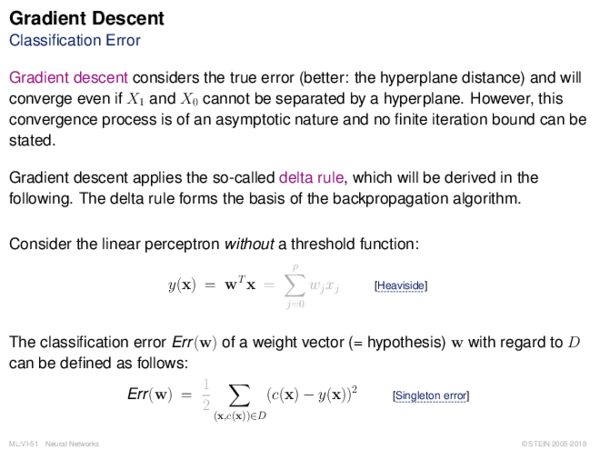 Gradient Descent
Classification Error
Gradient descent considers the true error (better: the hyperplane distance) and will
converge even if X₁ and X₀ cannot be separated by a hyperplane. However, this
convergence process is of an asymptotic nature and no finite iteration bound can be
stated.
Gradient descent applies the so-called delta rule, which will be derived in the
following. The delta rule forms the basis of the backpropagation algorithm.
Consider the linear perceptron without a threshold function:
y(x) = wᵀx = ∑_{j=0}^{p} w_j x_j [Heaviside]
The classification error Err(w) of a weight vector (= hypothesis) w with regard to D
can be defined as follows:
Err(w) = 1/2 ∑_{(x,c(x))∈D} (c(x) − y(x))² [Singleton error]
ML:VI-51 Neural Networks © STEIN 2005-2018